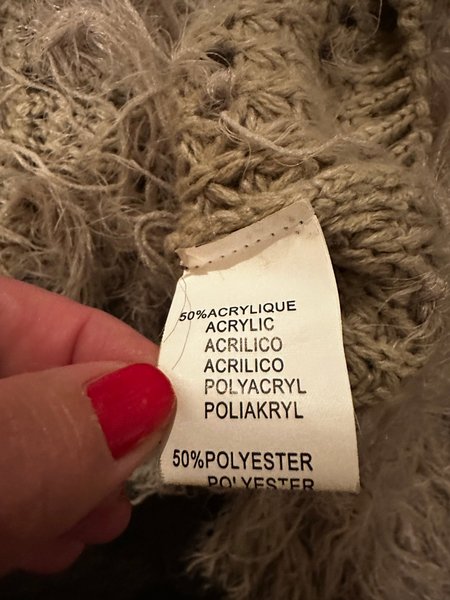 50%ACRYLIQUE
ACRYLIC
ACRILICO
ACRILICO
POLYACRYL
POLIAKRYL
50%POLYESTER
POLYESTER